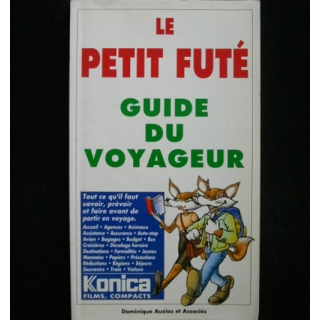 LE
PETIT FUTÉ
GUIDE
DU
VOYAGEUR
Tout ce qu'il faut
savoir, prévoir
et faire avant de
partir en voyage.
Accueil • Agences • Animaux
Assistance • Assurance • Auto-stop
Avion • Bagages • Budget • Bus
Croisières • Décalage horaire
Destinations • Formalités • Jeunes
Monnaies • Papiers • Précautions
Réductions • Régions • Séjours
Souvenirs • Train • Voiture
Konica
FILMS, COMPACTS
Dominique Auzias et Associés